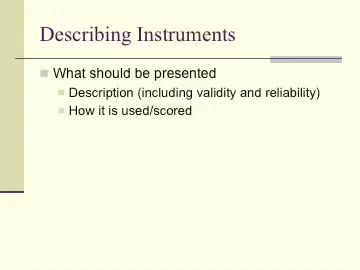 Describing Instruments
What should be presented
Description (including validity and reliability)
How it is used/scored